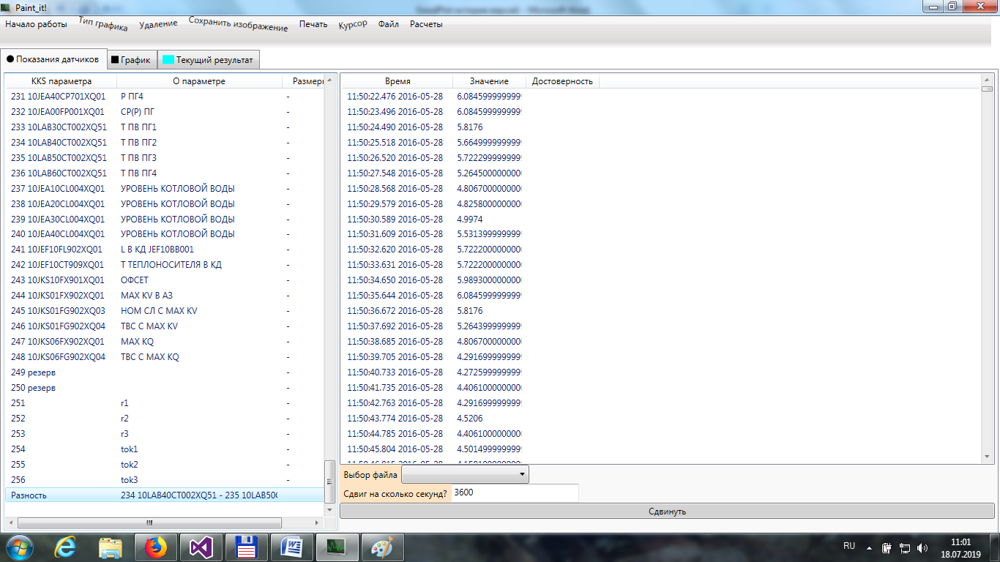 Paint_it!
Начало работы Тип графика Удаление Сохранить изображение Печать Курсор Файл Расчеты
Показания датчиков График Текущий результат
KKS параметра О параметре Размерн
231 10JEA40CP701XQ01 P ПГ4 -
232 10JEA00FP001XQ01 СР(Р) ПГ -
233 10LAB30CT002XQ51 Т ПВ ПГ1 -
234 10LAB40CT002XQ51 Т ПВ ПГ2 -
235 10LAB50CT002XQ51 Т ПВ ПГ3 -
236 10LAB60CT002XQ51 Т ПВ ПГ4 -
237 10JEA10CL004XQ01 УРОВЕНЬ КОТЛОВОЙ ВОДЫ -
238 10JEA20CL004XQ01 УРОВЕНЬ КОТЛОВОЙ ВОДЫ -
239 10JEA30CL004XQ01 УРОВЕНЬ КОТЛОВОЙ ВОДЫ -
240 10JEA40CL004XQ01 УРОВЕНЬ КОТЛОВОЙ ВОДЫ -
241 10JEF10FL902XQ01 L В КД JEF10BB001 -
242 10JEF10CT909XQ01 Т ТЕПЛОНОСИТЕЛЯ В КД -
243 10JKS10FX901XQ01 ОФСЕТ -
244 10JKS01FX902XQ01 MAX KV В АЗ -
245 10JKS01FG902XQ03 НОМ СЛ С MAX KV -
246 10JKS01FG902XQ04 ТВС С MAX KV -
247 10JKS06FX902XQ01 MAX KQ -
248 10JKS06FG902XQ04 ТВС С MAX KQ -
249 резерв -
250 резерв -
251 r1 -
252 r2 -
253 r3 -
254 tok1 -
255 tok2 -
256 tok3 -
Разность 234 10LAB40CT002XQ51 - 235 10LAB50C
Время Значение Достоверность
11:50:22.476 2016-05-28 6.084599999999
11:50:23.496 2016-05-28 6.084599999999
11:50:24.490 2016-05-28 5.8176
11:50:25.518 2016-05-28 5.664999999999
11:50:26.520 2016-05-28 5.722299999999
11:50:27.548 2016-05-28 5.264500000000
11:50:28.568 2016-05-28 4.806700000000
11:50:29.579 2016-05-28 4.825800000000
11:50:30.589 2016-05-28 4.9974
11:50:31.609 2016-05-28 5.531399999999
11:50:32.620 2016-05-28 5.722200000000
11:50:33.631 2016-05-28 5.722200000000
11:50:34.650 2016-05-28 5.989300000000
11:50:35.644 2016-05-28 6.084599999999
11:50:36.672 2016-05-28 5.8176
11:50:37.692 2016-05-28 5.264399999999
11:50:38.685 2016-05-28 4.806700000000
11:50:39.705 2016-05-28 4.291699999999
11:50:40.733 2016-05-28 4.272599999999
11:50:41.735 2016-05-28 4.406100000000
11:50:42.763 2016-05-28 4.291699999999
11:50:43.774 2016-05-28 4.5206
11:50:44.785 2016-05-28 4.406100000000
11:50:45.804 2016-05-28 4.501499999999
Выбор файла
Сдвиг на сколько секунд? 3600
Сдвинуть
RU 11:01
18.07.2019